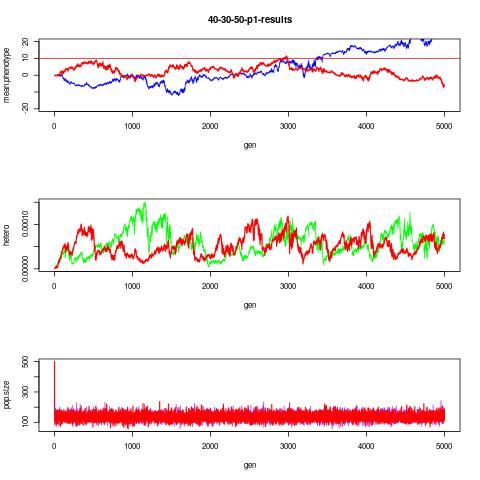 40-30-50-p1-results
mean.phenotype
20
10
0
-20
0 1000 2000 3000 4000 5000
gen
hetero
0.00010
0.00000
0 1000 2000 3000 4000 5000
gen
pop.size
500
300
100
0 1000 2000 3000 4000 5000
gen